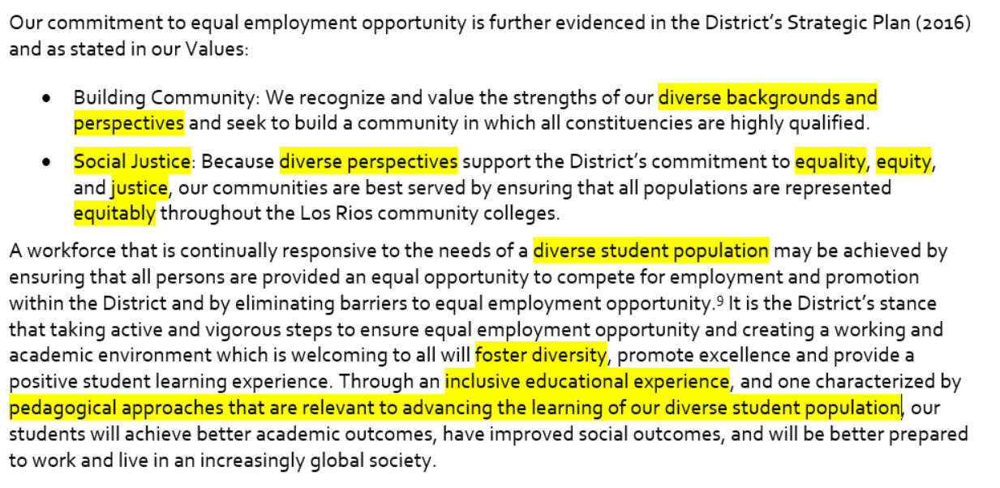 Our commitment to equal employment opportunity is further evidenced in the District's Strategic Plan (2016)
and as stated in our Values:
• Building Community: We recognize and value the strengths of our diverse backgrounds and
perspectives and seek to build a community in which all constituencies are highly qualified.
• Social Justice: Because diverse perspectives support the District's commitment to equality, equity,
and justice, our communities are best served by ensuring that all populations are represented
equitably throughout the Los Rios community colleges.
A workforce that is continually responsive to the needs of a diverse student population may be achieved by
ensuring that all persons are provided an equal opportunity to compete for employment and promotion
within the District and by eliminating barriers to equal employment opportunity.⁹ It is the District's stance
that taking active and vigorous steps to ensure equal employment opportunity and creating a working and
academic environment which is welcoming to all will foster diversity, promote excellence and provide a
positive student learning experience. Through an inclusive educational experience, and one characterized by
pedagogical approaches that are relevant to advancing the learning of our diverse student population, our
students will achieve better academic outcomes, have improved social outcomes, and will be better prepared
to work and live in an increasingly global society.